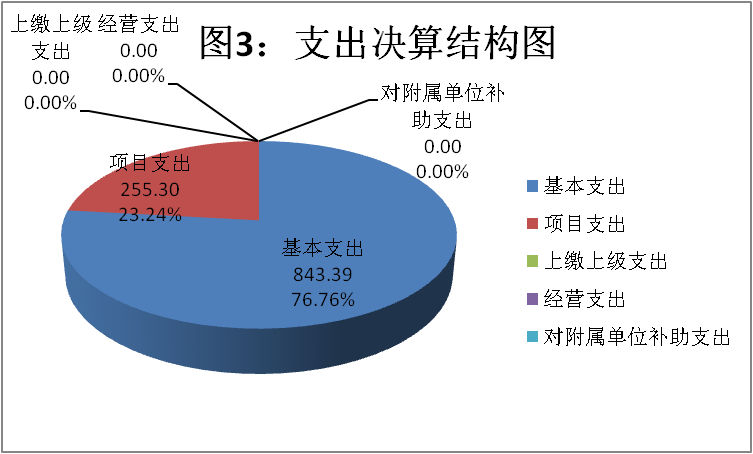 图3：支出决算结构图
上缴上级
支出
0.00
0.00%
经营支出
0.00
0.00%
对附属单位补
助支出
0.00
0.00%
项目支出
255.30
23.24%
基本支出
843.39
76.76%
基本支出
项目支出
上缴上级支出
经营支出
对附属单位补助支出